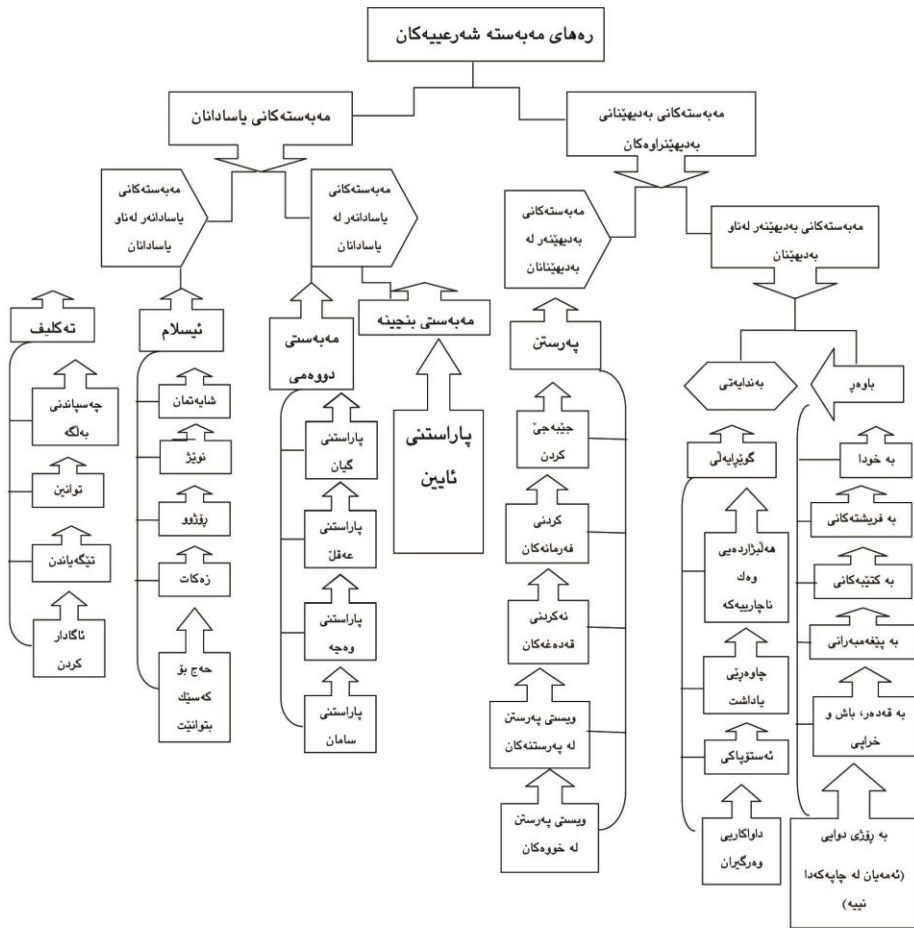 رەهای مەبەستە شەرعییەکان
مەبەستەکانی بەدیهێنانی
بەدیهێنراوەکان
مەبەستەکانی یاسادانان
مەبەستەکانی بەدیهێنەر لەناو
بەدیهێنان
مەبەستەکانی
بەدیهێنەر لە
بەدیهێنانان
مەبەستەکانی
یاسادانەر لە
یاسادانان
مەبەستەکانی
یاسادانەر لەناو
یاسادانان
باوەڕ
بە خودا
بە فریشتەکانی
بە کتێبەکانی
بە پێغەمبەرانی
بە قەدەر، باش و
خراپی
بە ڕۆژی دوایی
(ئەمەیان لە چاپەکەدا
نییە)
بەندایەتی
گوێڕایەڵی
هەڵبژاردەیی
وەك
ناچارییەکە
چاوەڕێی
یاداشت
ئەستۆپاکی
داواکاریی
وەرگیران
پەرستن
جێبەجێ
کردن
کردنی
فەرمانەکان
نەکردنی
قەدەغەکان
ویستی پەرستن
لە پەرستنەکان
ویستی پەرستن
لە خووەکان
مەبەستی بنچینە
پاراستنی
ئایین
مەبەستی
دووەمی
پاراستنی
گیان
پاراستنی
عەقڵ
پاراستنی
وەچە
پاراستنی
سامان
ئیسلام
شایەتمان
نوێژ
ڕۆژوو
زەکات
حەج بۆ
کەسێك
بتوانێت
تەکلیف
چەسپاندنی
بەڵگە
توانین
تێگەیاندن
ئاگادار
کردن